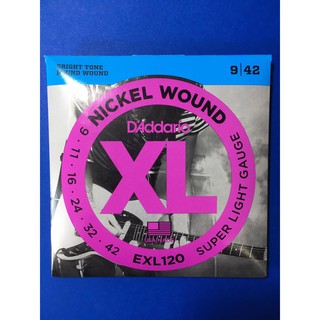 BRIGHT TONE
ROUND WOUND
9|42
NICKEL WOUND
D'Addario
XL
9 · 11 · 16 · 24 · 32 · 42
EXL120
SUPER LIGHT GAUGE